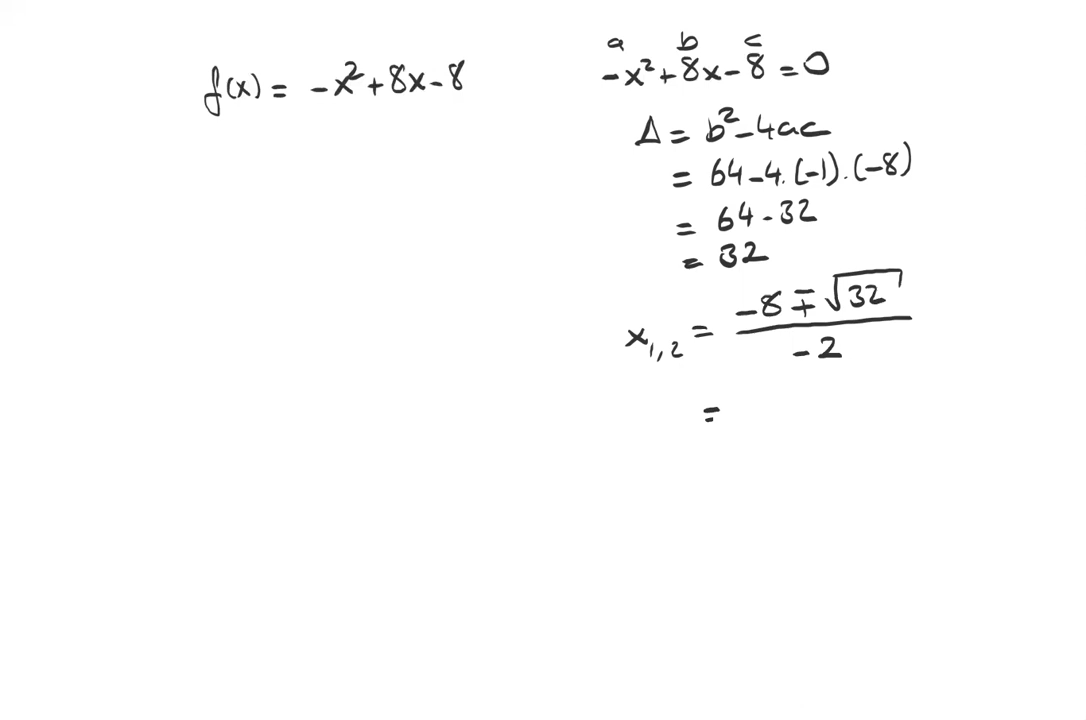 f(x) = -x² + 8x - 8
a b c
-x² + 8x - 8 = 0
Δ = b² - 4ac
= 64 - 4. (-1) . (-8)
= 64 - 32
= 32
x₁,₂ = (-8 ∓ √32) / -2
=